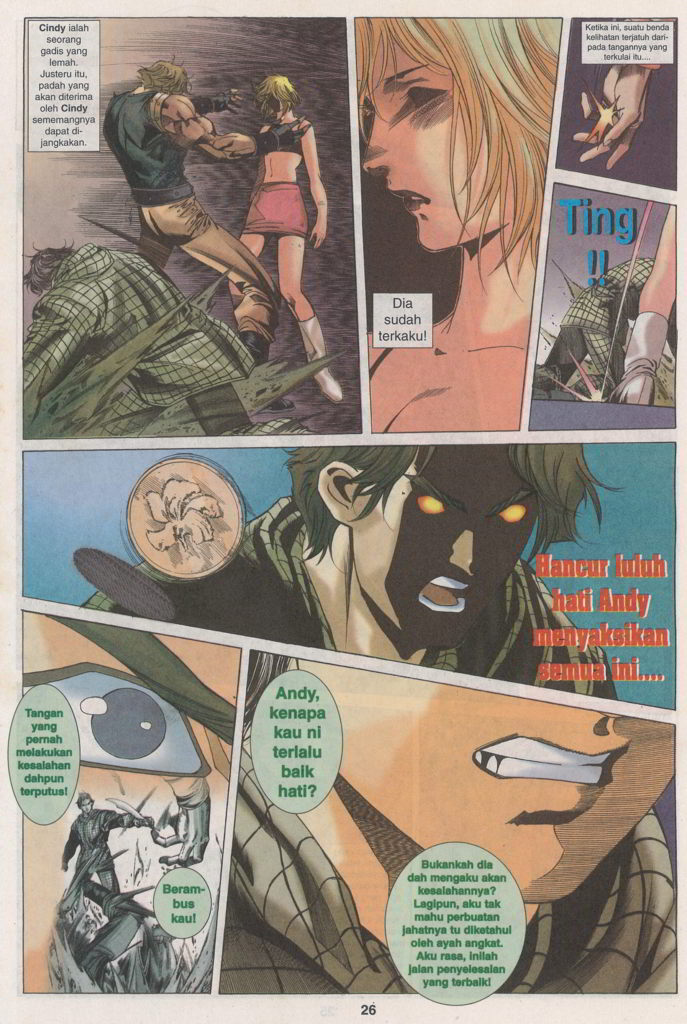 Cindy ialah
seorang
gadis yang
lemah.
Justeru itu,
padah yang
akan diterima
oleh Cindy
sememangnya
dapat di-
jangkakan.
Dia
sudah
terkaku!
Ketika ini, suatu benda
kelihatan terjatuh dari-
pada tangannya yang
terkulai itu....
Ting
!!
Hancur luluh
hati Andy
menyaksikan
semua ini....
Tangan
yang
pernah
melakukan
kesalahan
dahpun
terputus!
Beram-
bus
kau!
Andy,
kenapa
kau ni
terlalu
baik
hati?
Bukankah dia
dah mengaku akan
kesalahannya?
Lagipun, aku tak
mahu perbuatan
jahatnya tu diketahui
oleh ayah angkat.
Aku rasa, inilah
jalan penyelesaian
yang terbaik!
26